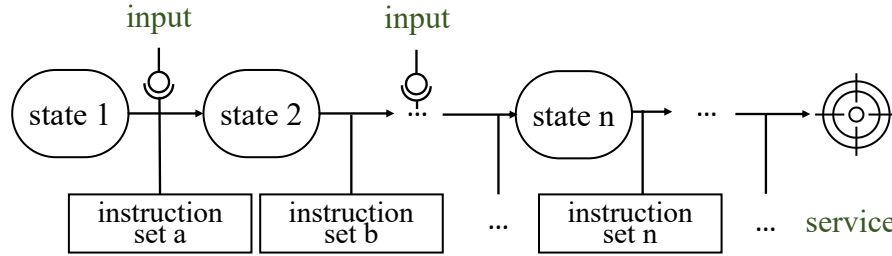 input
input
state 1
state 2
...
state n
...
instruction
set a
instruction
set b
...
instruction
set n
...
service